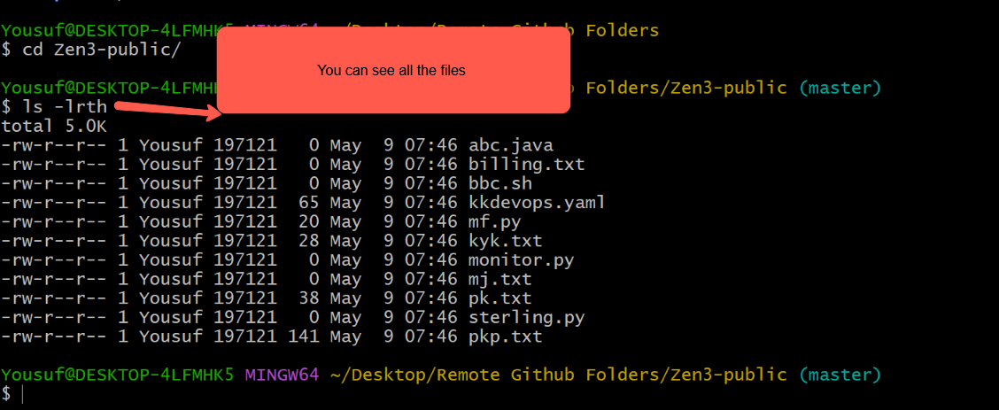 Yousuf@DESKTOP-4LFMHK5 MINGW64 ~/Desktop/Remote Github Folders
$ cd Zen3-public/
You can see all the files
Yousuf@DESKTOP-4LFMH Folders/Zen3-public (master)
$ ls -lrth
total 5.0K
-rw-r--r-- 1 Yousuf 197121   0 May  9 07:46 abc.java
-rw-r--r-- 1 Yousuf 197121   0 May  9 07:46 billing.txt
-rw-r--r-- 1 Yousuf 197121   0 May  9 07:46 bbc.sh
-rw-r--r-- 1 Yousuf 197121  65 May  9 07:46 kkdevops.yaml
-rw-r--r-- 1 Yousuf 197121  20 May  9 07:46 mf.py
-rw-r--r-- 1 Yousuf 197121  28 May  9 07:46 kyk.txt
-rw-r--r-- 1 Yousuf 197121   0 May  9 07:46 monitor.py
-rw-r--r-- 1 Yousuf 197121   0 May  9 07:46 mj.txt
-rw-r--r-- 1 Yousuf 197121  38 May  9 07:46 pk.txt
-rw-r--r-- 1 Yousuf 197121   0 May  9 07:46 sterling.py
-rw-r--r-- 1 Yousuf 197121 141 May  9 07:46 pkp.txt
Yousuf@DESKTOP-4LFMHK5 MINGW64 ~/Desktop/Remote Github Folders/Zen3-public (master)
$